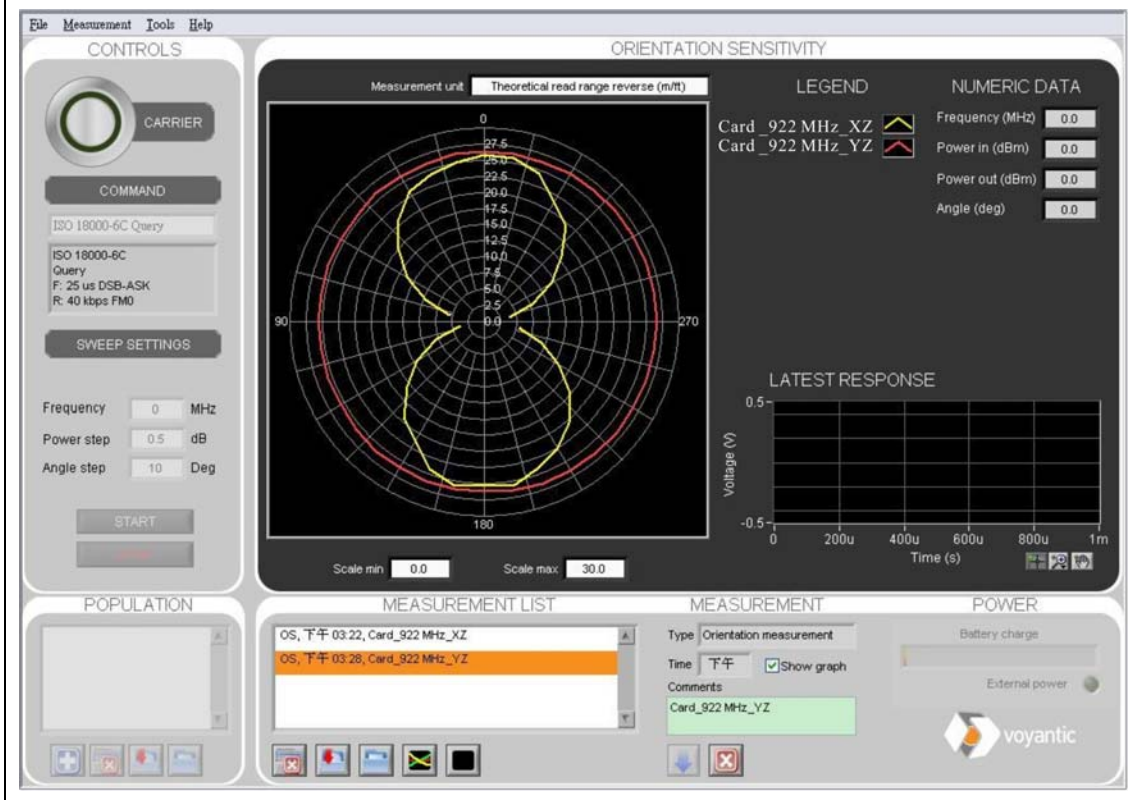 File Measurement Tools Help
CONTROLS
CARRIER
COMMAND
ISO 18000-6C Query
ISO 18000-6C
Query
F: 25 us DSB-ASK
R: 40 kbps FM0
SWEEP SETTINGS
Frequency 0 MHz
Power step 0.5 dB
Angle step 10 Deg
START
ORIENTATION SENSITIVITY
Measurement unit Theoretical read range reverse (m/ft)
0
27.5
25.0
22.5
20.0
17.5
15.0
12.5
10.0
7.5
5.0
2.5
0.0
90
270
180
Scale min 0.0 Scale max 30.0
LEGEND
Card _922 MHz_XZ
Card _922 MHz_YZ
NUMERIC DATA
Frequency (MHz) 0.0
Power in (dBm) 0.0
Power out (dBm) 0.0
Angle (deg) 0.0
LATEST RESPONSE
Voltage (V)
0.5
-0.5
0 200u 400u 600u 800u 1m
Time (s)
POPULATION
MEASUREMENT LIST
OS, 下午 03:22, Card_922 MHz_XZ
OS, 下午 03:28, Card_922 MHz_YZ
MEASUREMENT
Type Orientation measurement
Time 下午 Show graph
Comments
Card_922 MHz_YZ
POWER
Battery charge
External power
voyantic